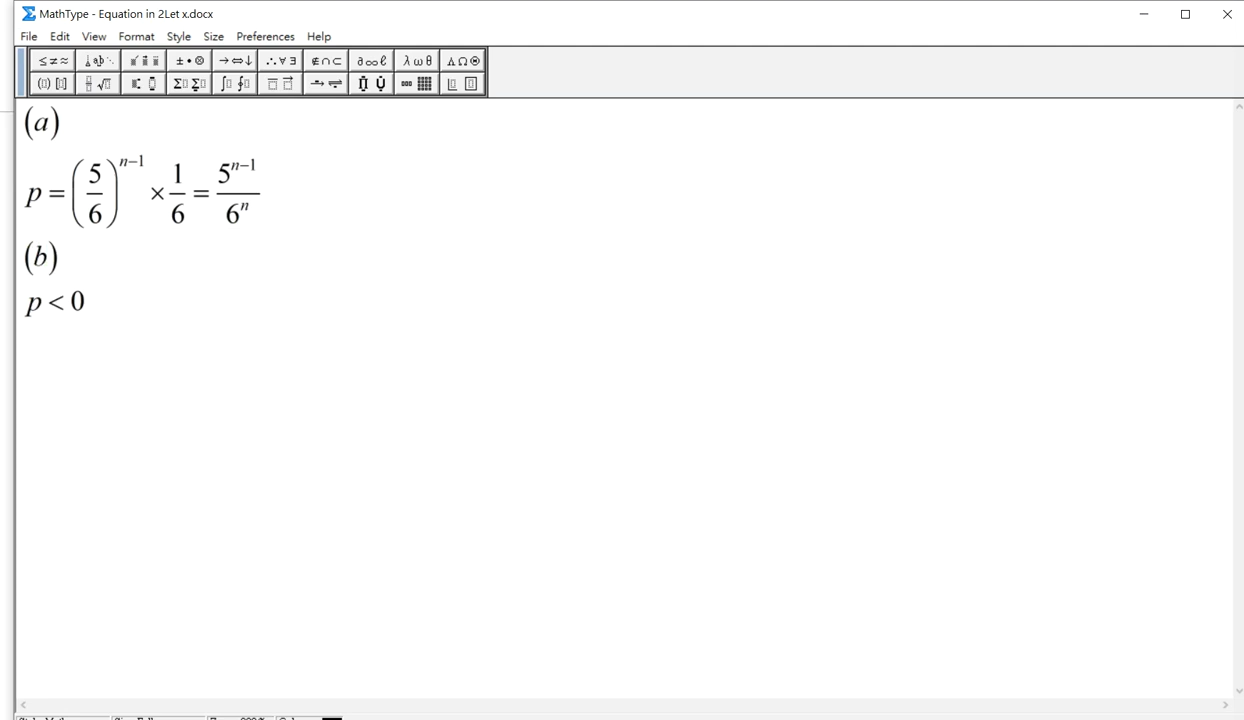 MathType - Equation in 2Let x.docx
File Edit View Format Style Size Preferences Help
≤ ≠ ≈ ± • ⊗ → ⇔ ↓ ∴ ∀ ∃ ∉ ∩ ⊂ ∂ ∞ ℓ λ ω θ Λ Ω ⊛
(a)
p = (5/6)^{n−1} × 1/6 = 5^{n−1}/6^n
(b)
p < 0